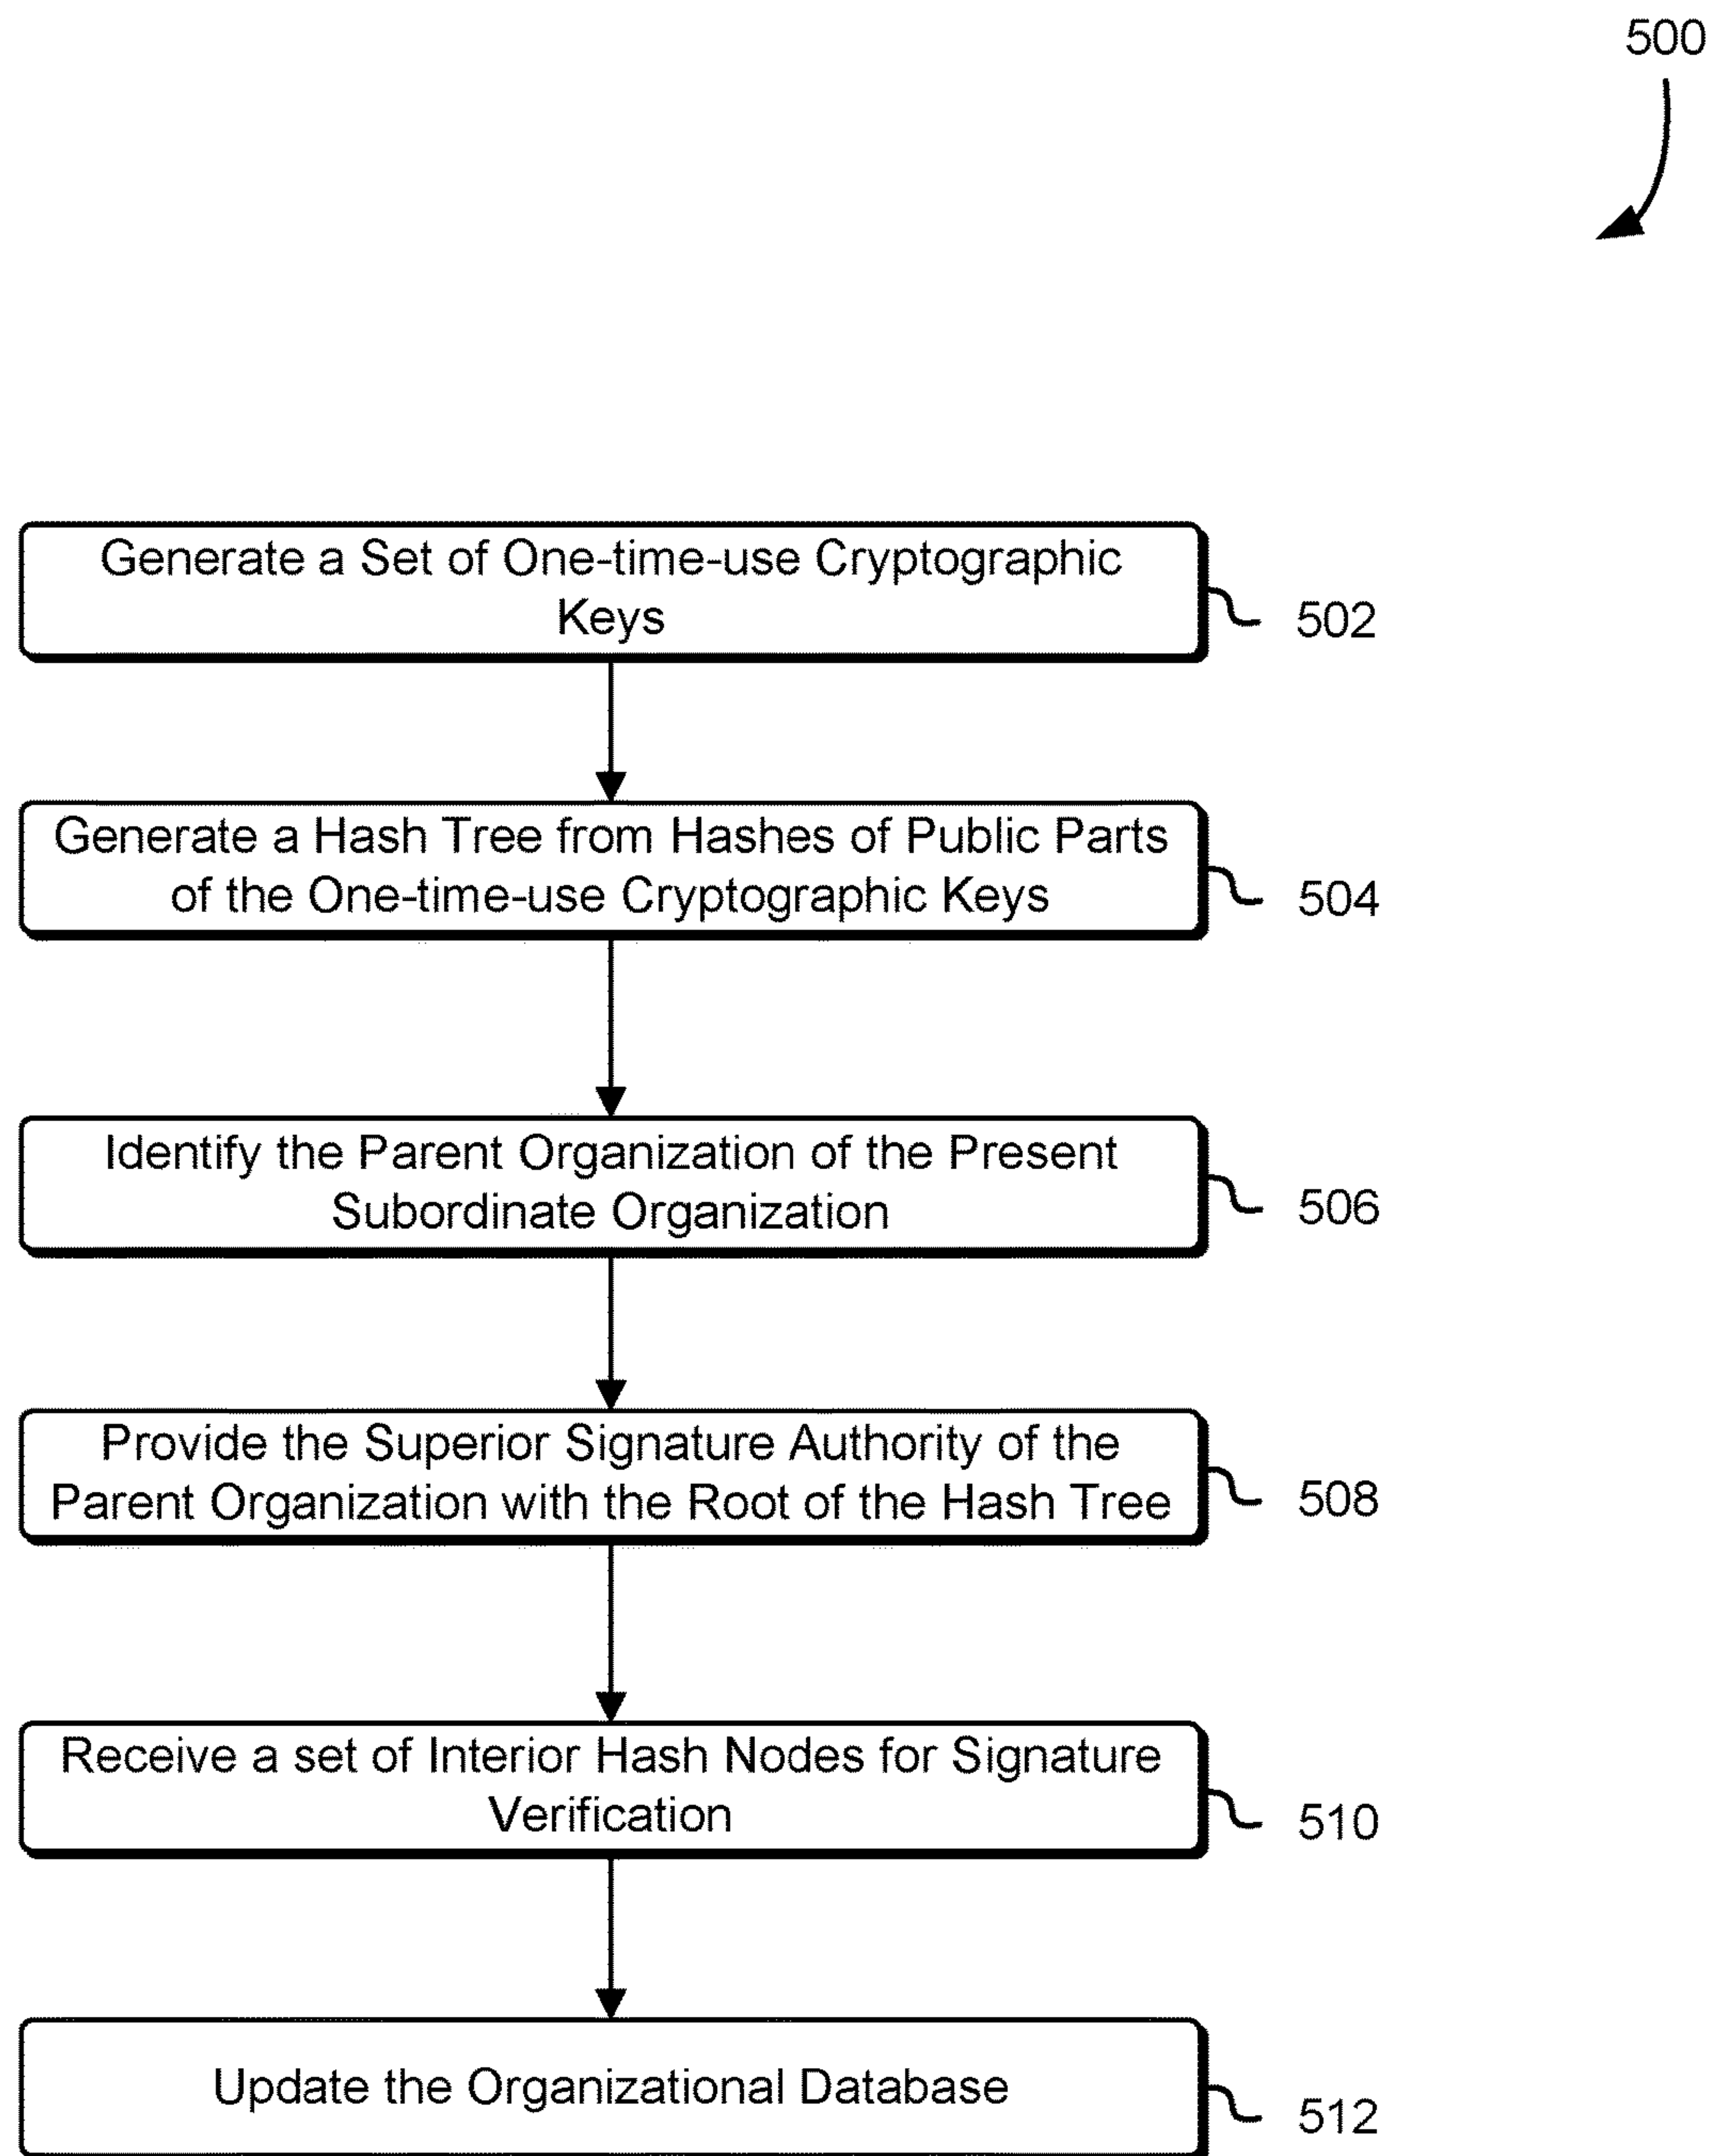 500
Generate a Set of One-time-use Cryptographic
Keys
502
Generate a Hash Tree from Hashes of Public Parts
of the One-time-use Cryptographic Keys
504
Identify the Parent Organization of the Present
Subordinate Organization
506
Provide the Superior Signature Authority of the
Parent Organization with the Root of the Hash Tree
508
Receive a set of Interior Hash Nodes for Signature
Verification
510
Update the Organizational Database
512